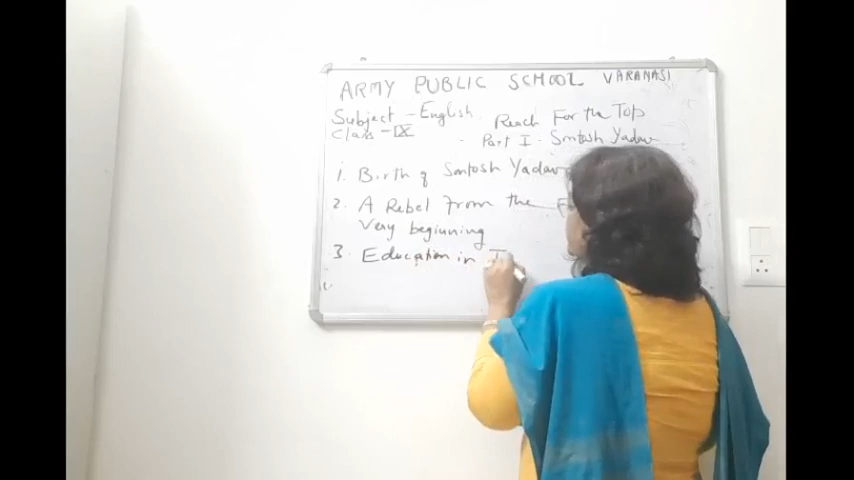 ARMY PUBLIC SCHOOL VARANASI
Subject - English.
Reach For the Top
Class - IX
- Part I. Santosh Yadav
1. Birth of Santosh Yadav
2. A Rebel from the
Very beginning
3. Education in